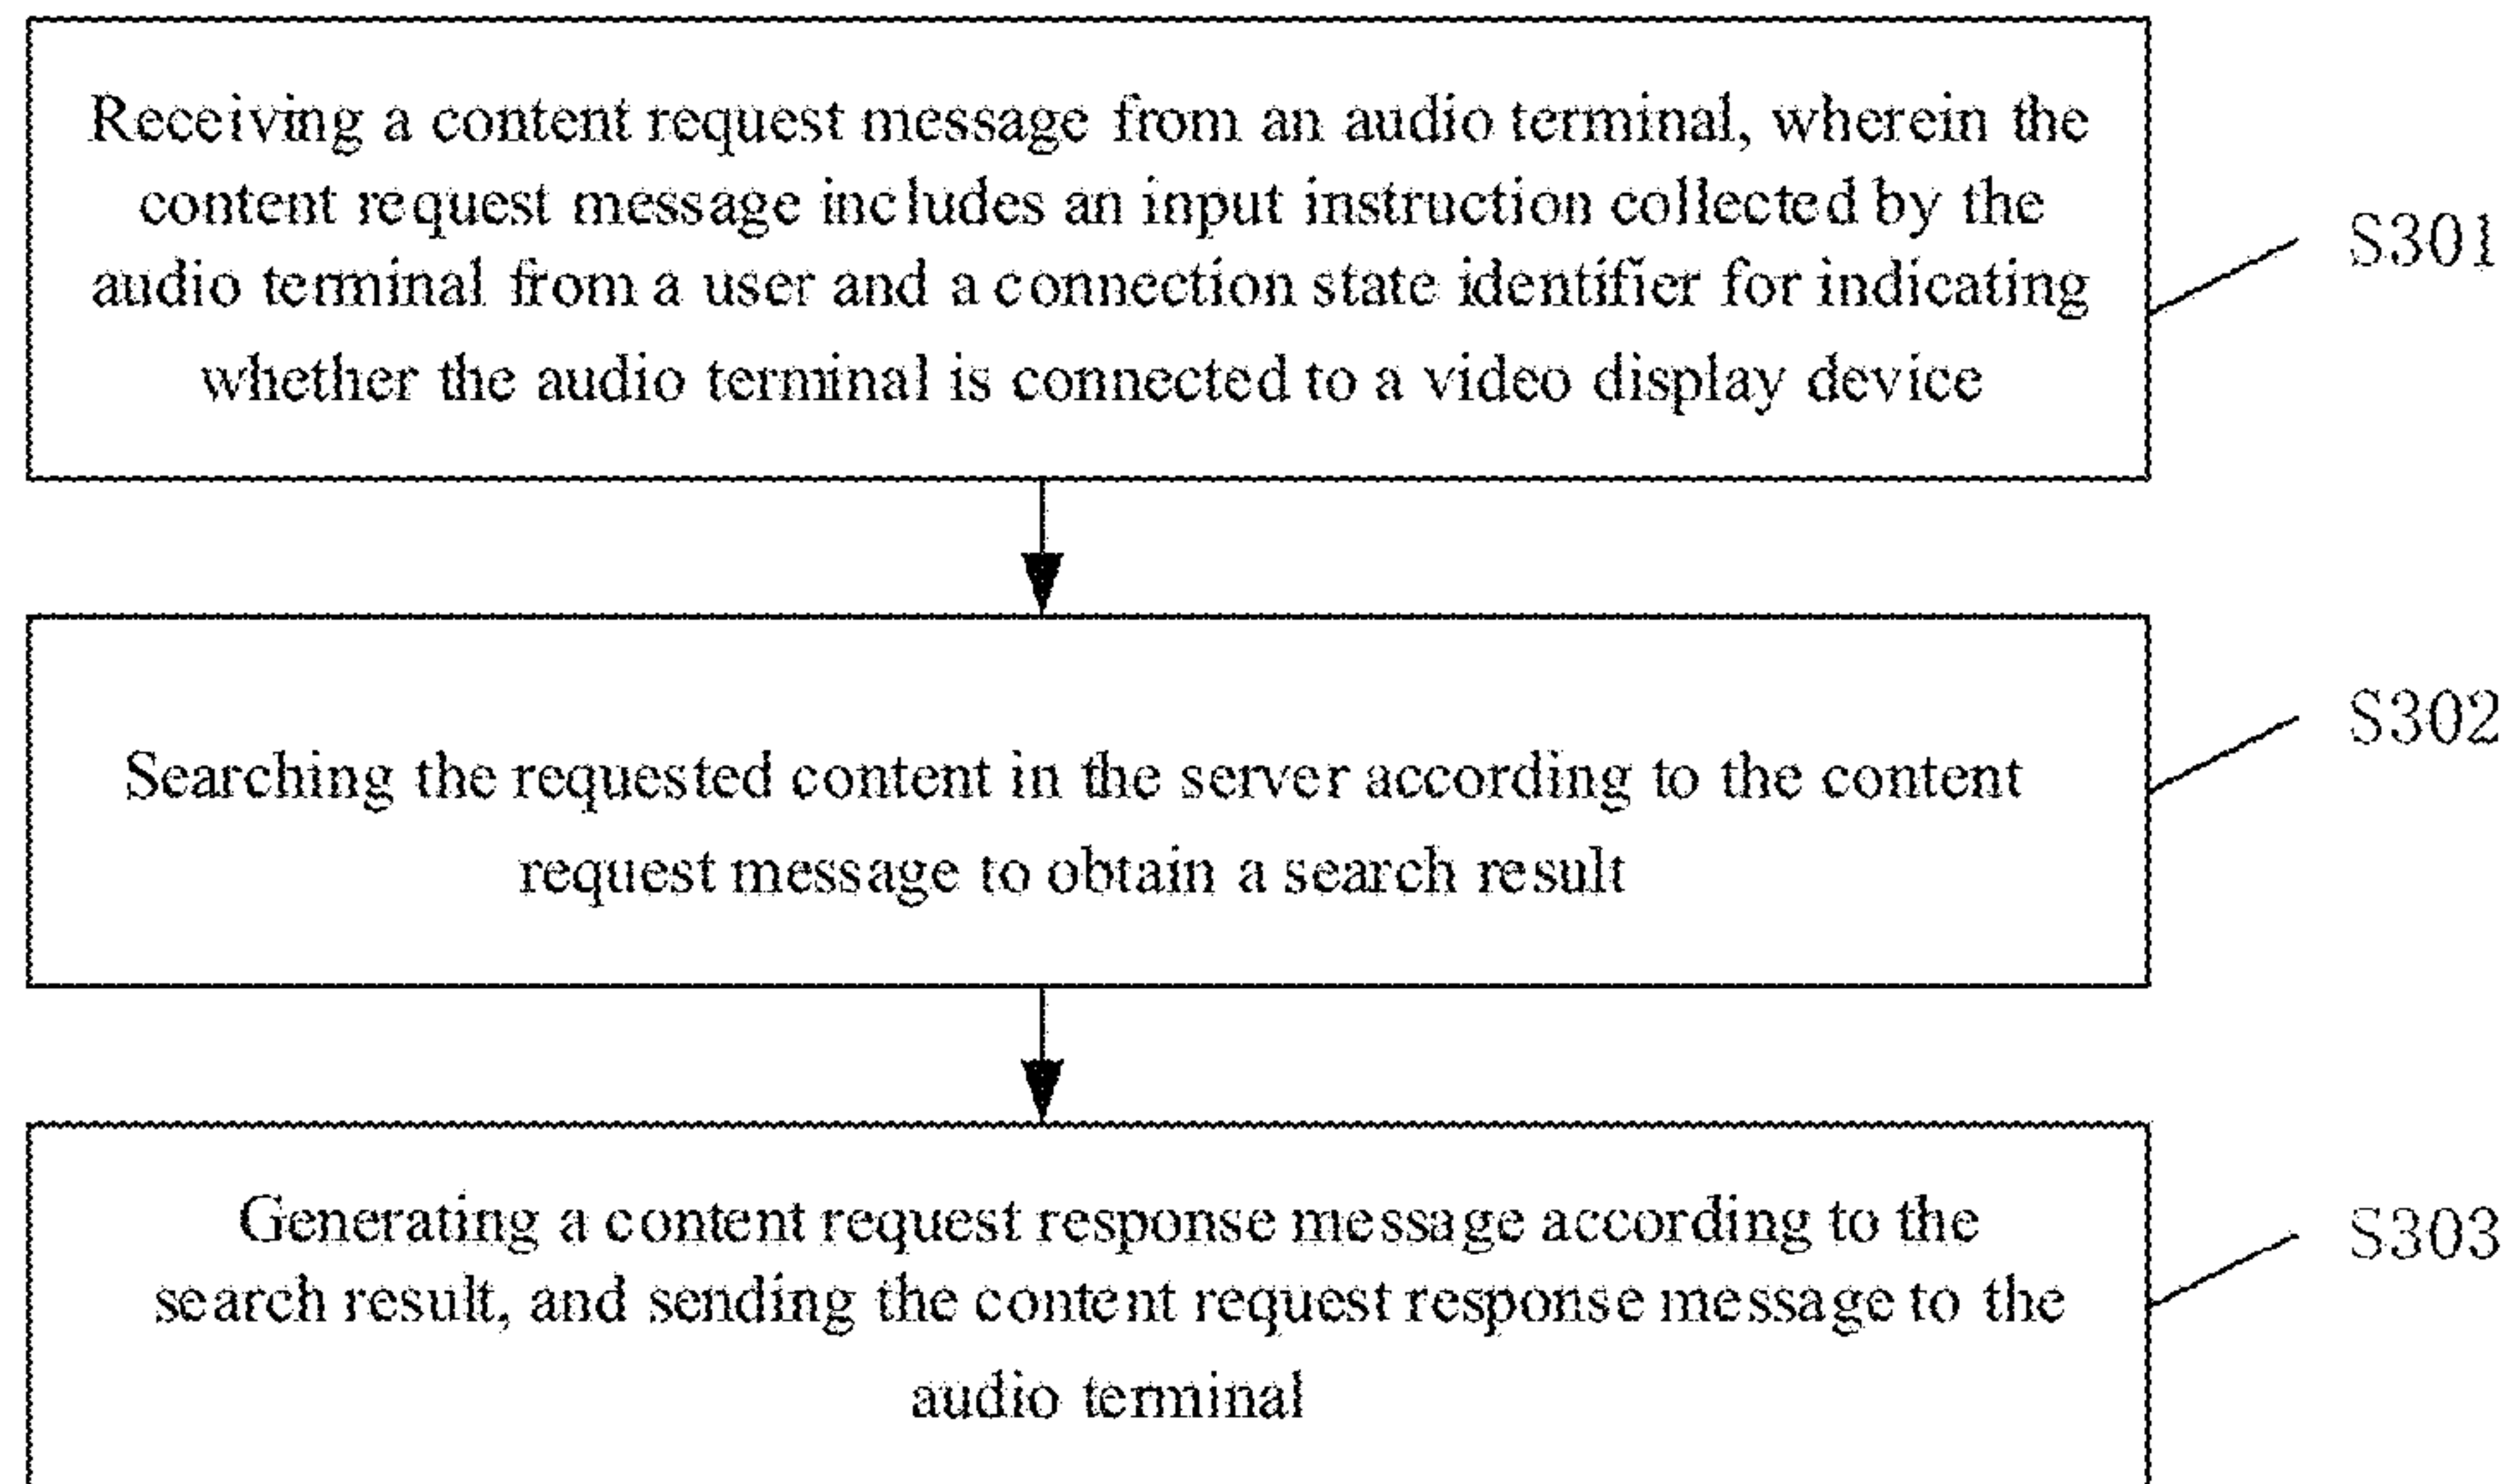 Receiving a content request message from an audio terminal, wherein the
content request message includes an input instruction collected by the
audio terminal from a user and a connection state identifier for indicating
whether the audio terminal is connected to a video display device
S301
Searching the requested content in the server according to the content
request message to obtain a search result
S302
Generating a content request response message according to the
search result, and sending the content request response message to the
audio terminal
S303